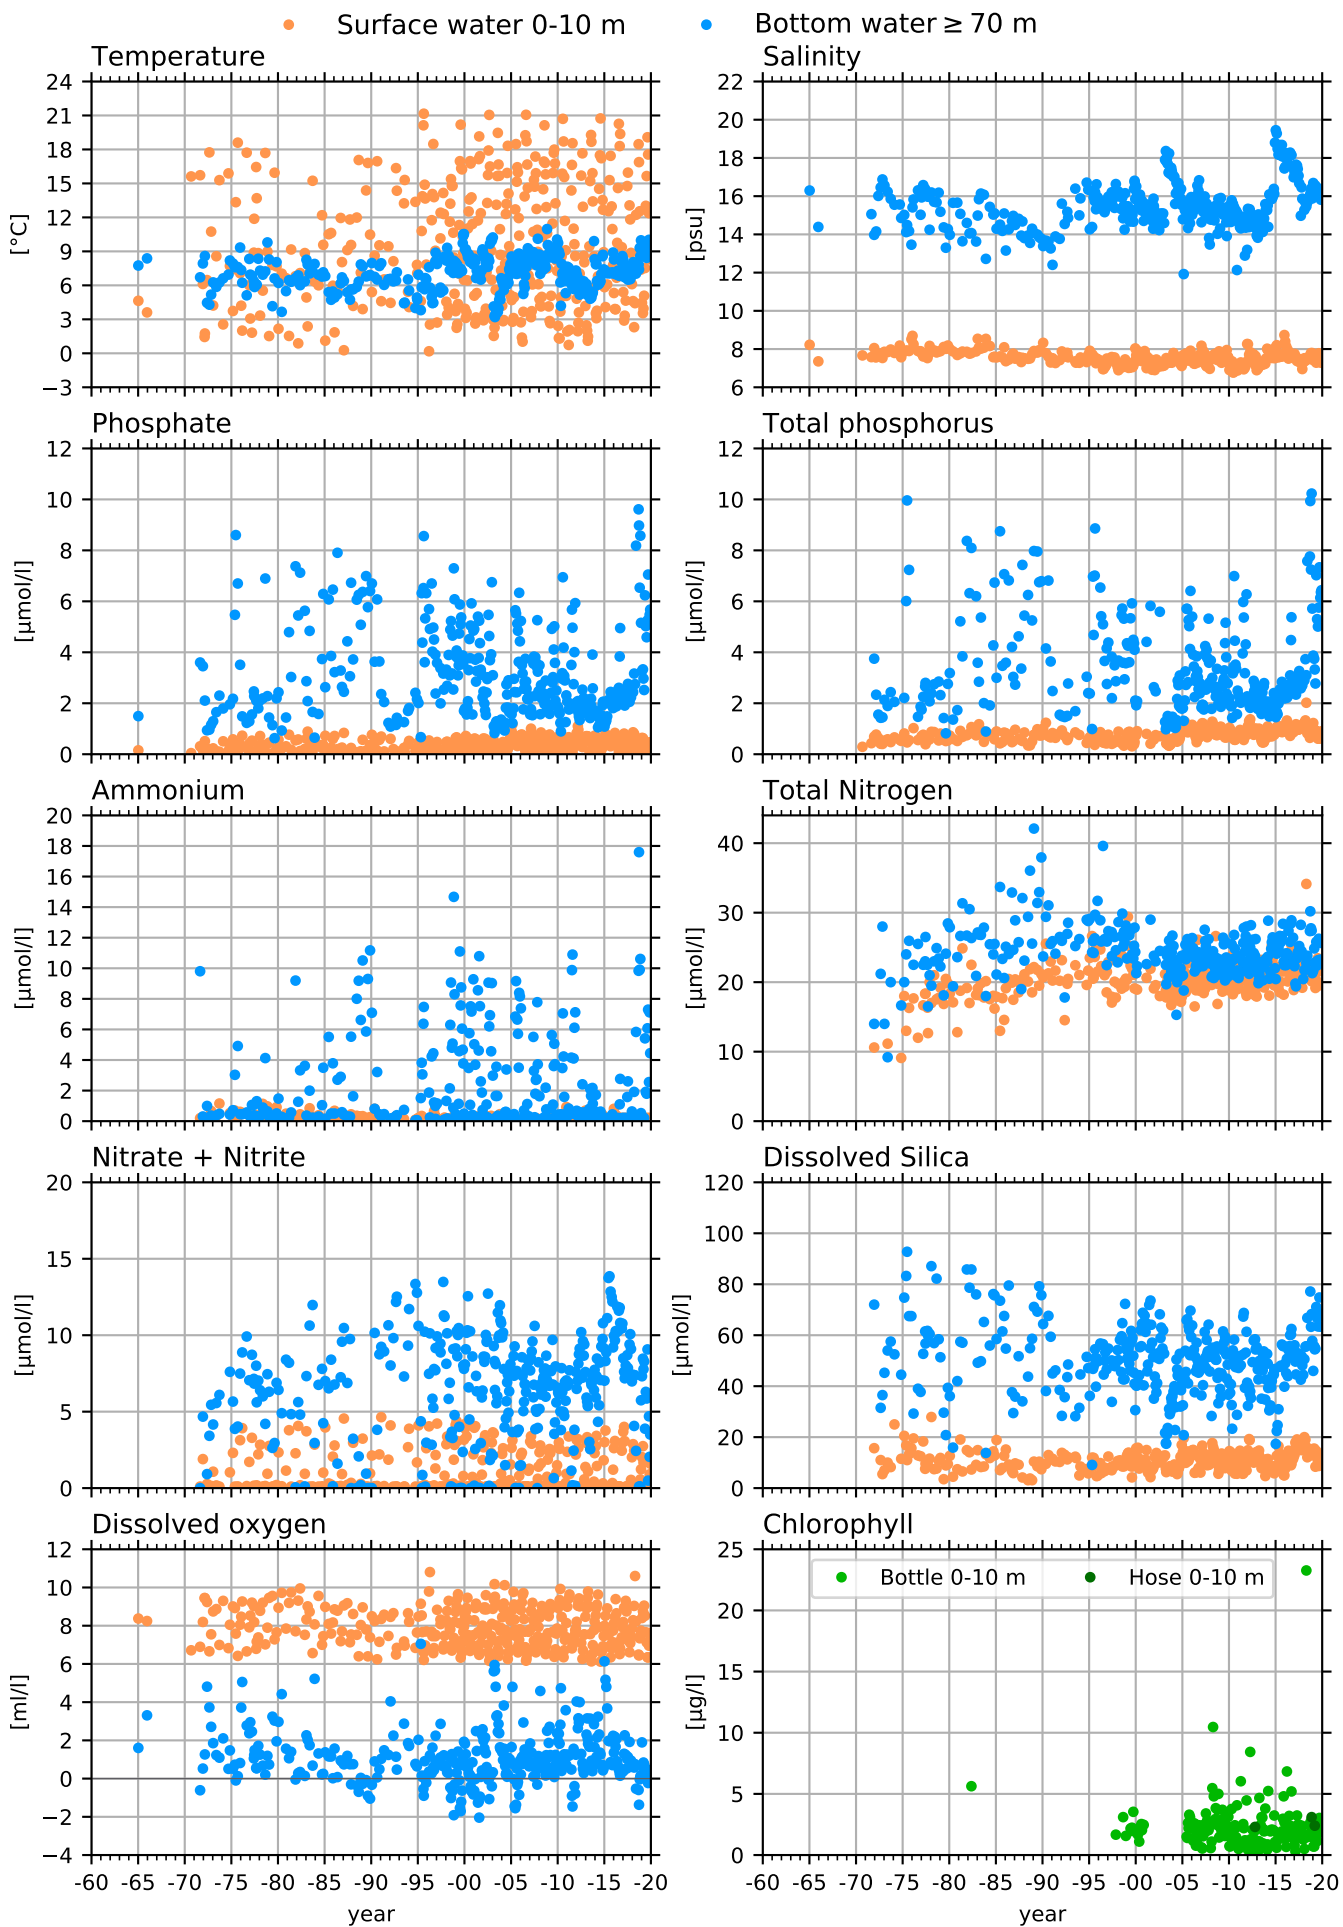 Surface water 0-10 m
Bottom water ≥ 70 m
Temperature
24
21
18
15
12
9
6
3
0
−3
[°C]
Salinity
22
20
18
16
14
12
10
8
6
[psu]
Phosphate
12
10
8
6
4
2
0
[µmol/l]
Total phosphorus
12
10
8
6
4
2
0
[µmol/l]
Ammonium
20
18
16
14
12
10
8
6
4
2
0
[µmol/l]
Total Nitrogen
40
30
20
10
0
[µmol/l]
Nitrate + Nitrite
20
15
10
5
0
[µmol/l]
Dissolved Silica
120
100
80
60
40
20
0
[µmol/l]
Dissolved oxygen
12
10
8
6
4
2
0
−2
−4
[ml/l]
-60 -70 -75 -80 -85 -90 -95 -00 -05 -10 -15 -20
year
Chlorophyll
Bottle 0-10 m
Hose 0-10 m
25
20
15
10
5
0
[µg/l]
-60 -70 -75 -80 -85 -90 -95 -00 -05 -10 -15 -20
year